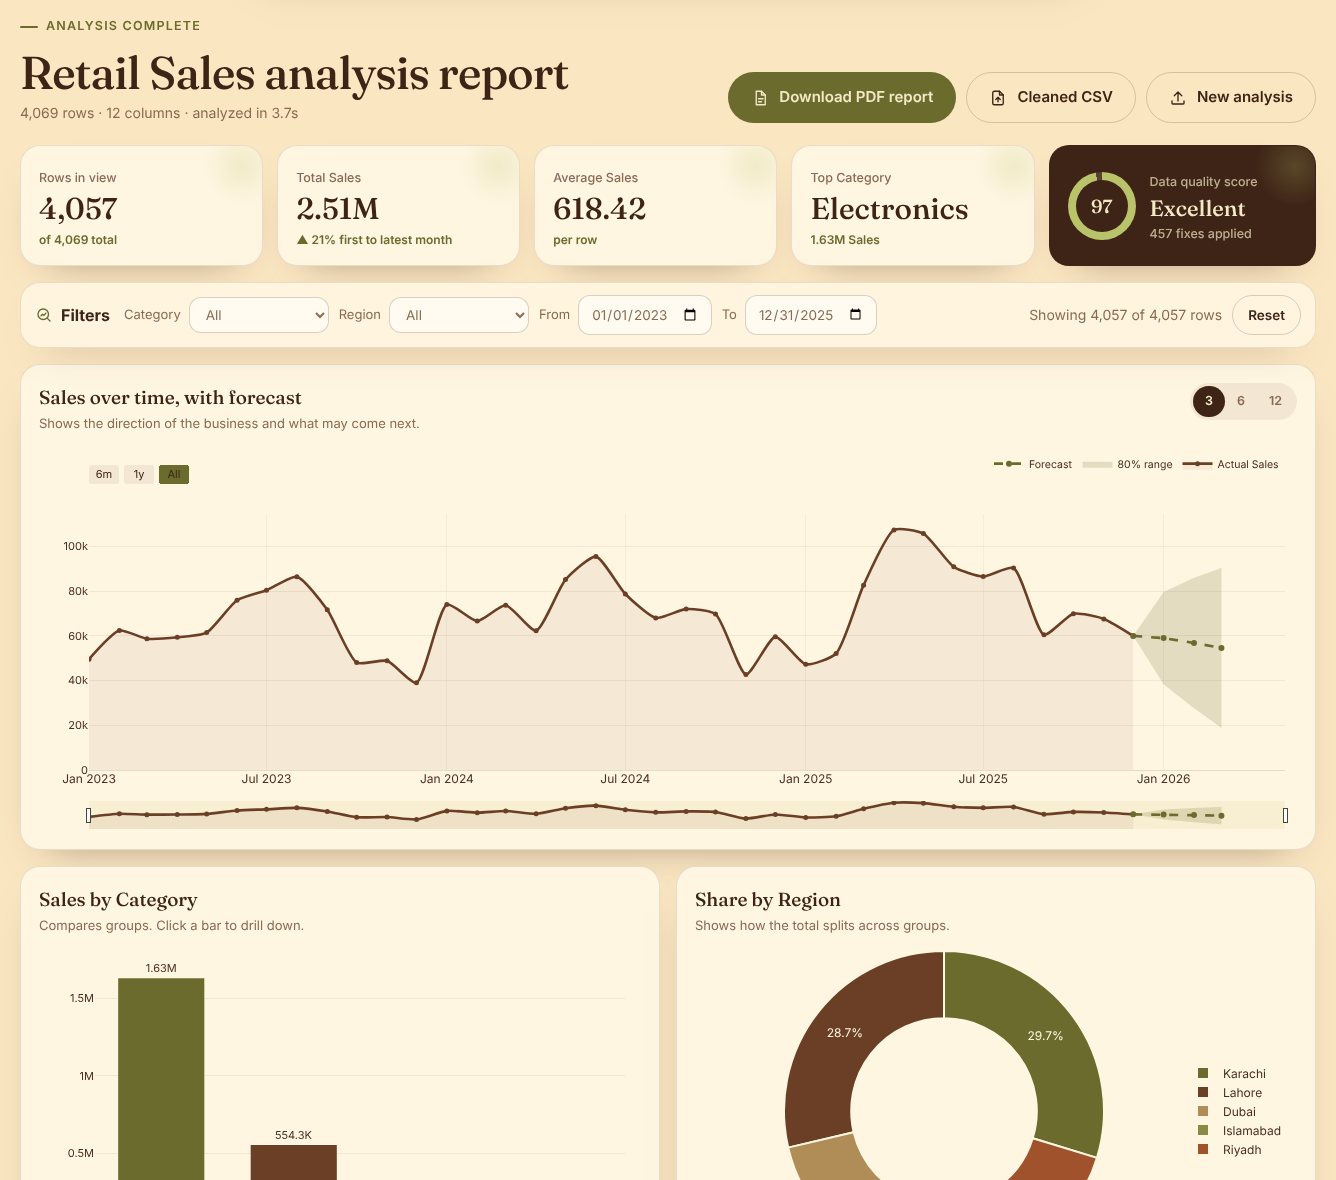 ANALYSIS COMPLETE
Retail Sales analysis report
4,069 rows · 12 columns · analyzed in 3.7s
Download PDF report
Cleaned CSV
New analysis
Rows in view
4,057
of 4,069 total
Total Sales
2.51M
▲ 21% first to latest month
Average Sales
618.42
per row
Top Category
Electronics
1.63M Sales
97
Data quality score
Excellent
457 fixes applied
Filters
Category
All
Region
All
From
01/01/2023
To
12/31/2025
Showing 4,057 of 4,057 rows
Reset
Sales over time, with forecast
Shows the direction of the business and what may come next.
3 6 12
6m 1y All
Forecast 80% range Actual Sales
100k
80k
60k
40k
20k
0
Jan 2023 Jul 2023 Jan 2024 Jul 2024 Jan 2025 Jul 2025 Jan 2026
Sales by Category
Compares groups. Click a bar to drill down.
1.63M
1.5M
1M
554.3K
0.5M
Share by Region
Shows how the total splits across groups.
28.7%
29.7%
Karachi
Lahore
Dubai
Islamabad
Riyadh